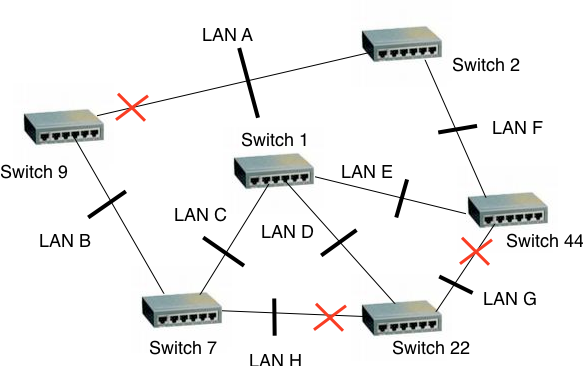 LAN A
Switch 2
LAN F
Switch 1
Switch 9
LAN E
LAN C
LAN D
LAN B
Switch 44
LAN G
Switch 7
Switch 22
LAN H